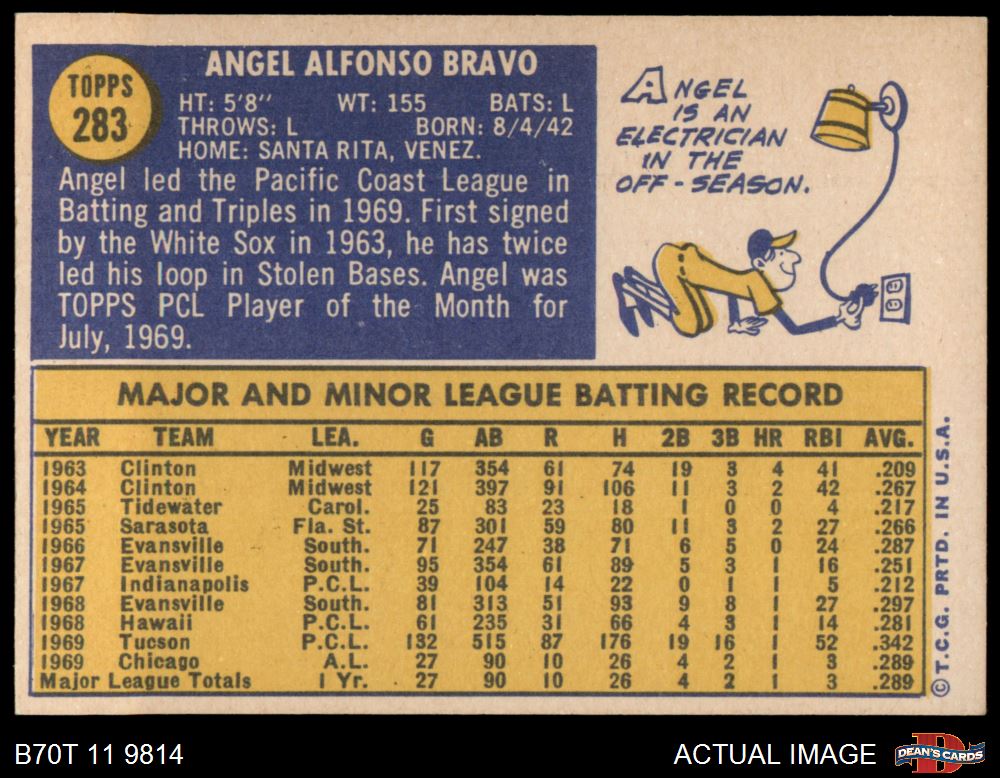 TOPPS
283
ANGEL ALFONSO BRAVO
HT: 5'8" WT: 155 BATS: L
THROWS: L BORN: 8/4/42
HOME: SANTA RITA, VENEZ.
Angel led the Pacific Coast League in
Batting and Triples in 1969. First signed
by the White Sox in 1963, he has twice
led his loop in Stolen Bases. Angel was
TOPPS PCL Player of the Month for
July, 1969.
ANGEL
IS AN
ELECTRICIAN
IN THE
OFF-SEASON.
MAJOR AND MINOR LEAGUE BATTING RECORD
YEAR TEAM LEA. G AB R H 2B 3B HR RBI AVG.
1963 Clinton Midwest 117 354 61 74 19 3 4 41 .209
1964 Clinton Midwest 121 397 91 106 11 3 2 42 .267
1965 Tidewater Carol. 25 83 23 18 1 0 0 4 .217
1965 Sarasota Fla. St. 87 301 59 80 11 3 2 27 .266
1966 Evansville South. 71 247 38 71 6 5 0 24 .287
1967 Evansville South. 95 354 61 89 5 3 1 16 .251
1967 Indianapolis P.C.L. 39 104 14 22 0 1 1 5 .212
1968 Evansville South. 81 313 51 93 9 8 1 27 .297
1968 Hawaii P.C.L. 61 235 31 66 4 3 1 14 .281
1969 Tucson P.C.L. 132 515 87 176 19 16 1 52 .342
1969 Chicago A.L. 27 90 10 26 4 2 1 3 .289
Major League Totals 1 Yr. 27 90 10 26 4 2 1 3 .289
© T.C.G. PRTD. IN U.S.A.
B70T 11 9814
ACTUAL IMAGE
DEAN'S CARDS